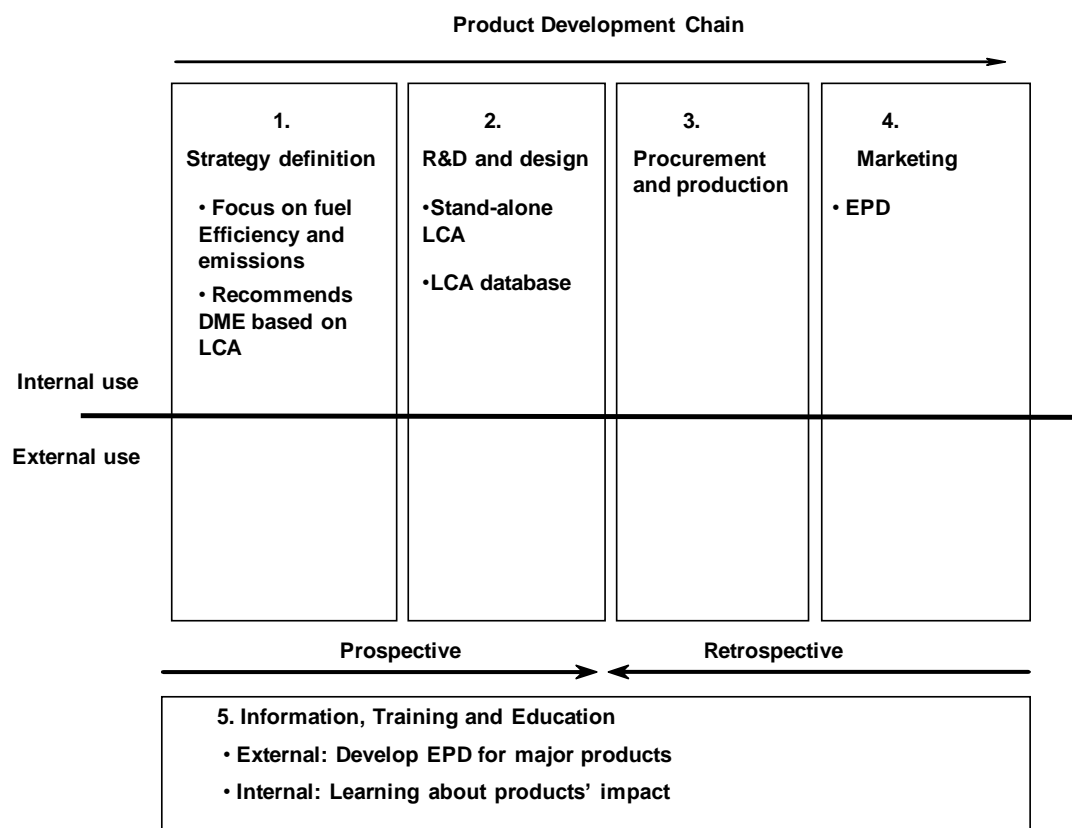 Product Development Chain
1.
Strategy definition
• Focus on fuel
Efficiency and
emissions
• Recommends
DME based on
LCA
2.
R&D and design
•Stand-alone
LCA
•LCA database
3.
Procurement
and production
4.
Marketing
• EPD
Internal use
External use
Prospective
Retrospective
5. Information, Training and Education
• External: Develop EPD for major products
• Internal: Learning about products’ impact